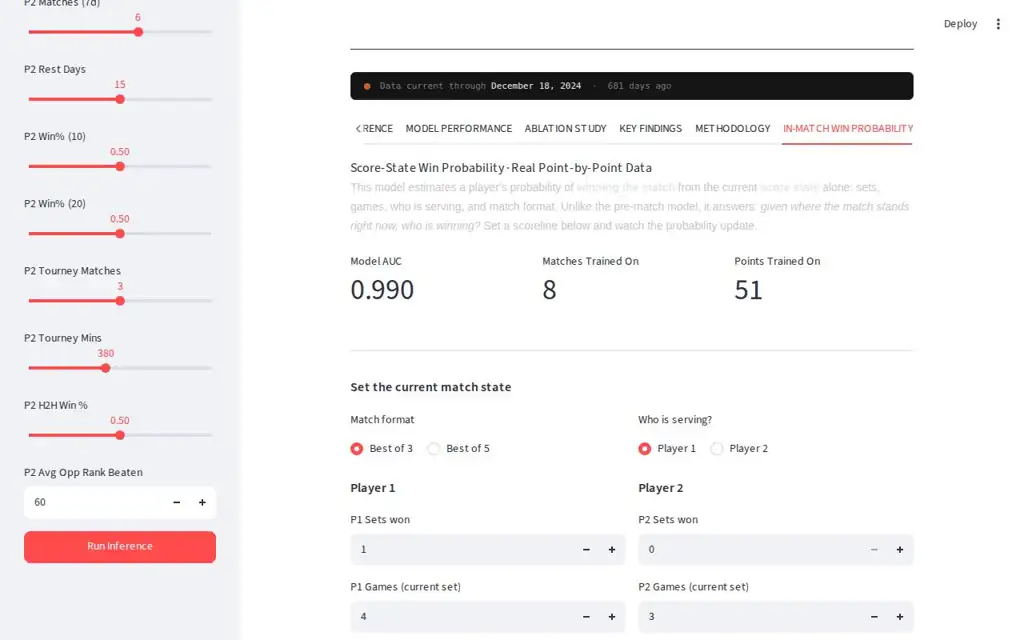 P2 Matches (7d)
6
P2 Rest Days
15
P2 Win% (10)
0.50
P2 Win% (20)
0.50
P2 Tourney Matches
3
P2 Tourney Mins
380
P2 H2H Win %
0.50
P2 Avg Opp Rank Beaten
60
Run Inference
Deploy
Data current through December 18, 2024 · 681 days ago
RENCE MODEL PERFORMANCE ABLATION STUDY KEY FINDINGS METHODOLOGY IN-MATCH WIN PROBABILITY
Score-State Win Probability · Real Point-by-Point Data
This model estimates a player's probability of winning the match from the current score state alone: sets,
games, who is serving, and match format. Unlike the pre-match model, it answers: given where the match stands
right now, who is winning? Set a scoreline below and watch the probability update.
Model AUC Matches Trained On Points Trained On
0.990 8 51
Set the current match state
Match format Who is serving?
Best of 3 Best of 5 Player 1 Player 2
Player 1 Player 2
P1 Sets won P2 Sets won
1 0
P1 Games (current set) P2 Games (current set)
4 3